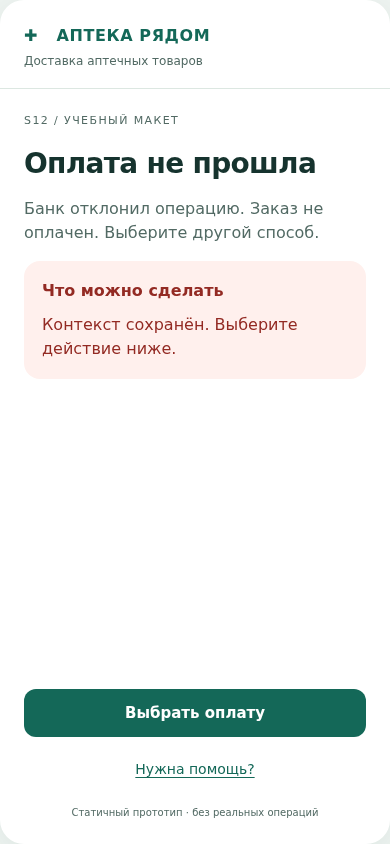 ✚ АПТЕКА РЯДОМ
Доставка аптечных товаров
S12 / УЧЕБНЫЙ МАКЕТ
Оплата не прошла
Банк отклонил операцию. Заказ не
оплачен. Выберите другой способ.
Что можно сделать
Контекст сохранён. Выберите
действие ниже.
Выбрать оплату
Нужна помощь?
Статичный прототип · без реальных операций